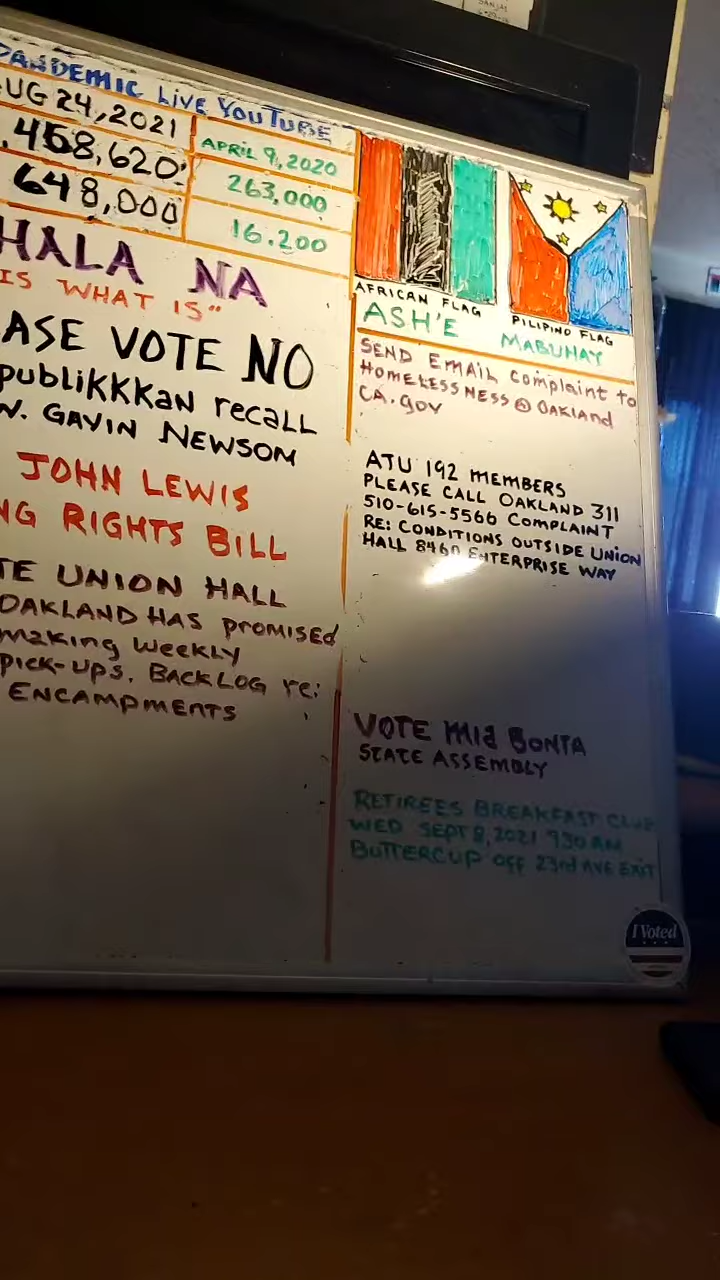 PANDEMIC LIVE YOUTUBE
UG 24, 2021
.458,620
648,000
APRIL 9, 2020
263,000
16.200
HALA NA
IS WHAT IS"
ASE VOTE NO
publikkkan recall
V. GAVIN NEWSOM
JOHN LEWIS
NG RIGHTS BILL
TE UNION HALL
OAKLAND HAS promised
making weekly
pick-ups. BACKLOG re:
ENCAMPMENTS
AFRICAN FLAG
ASH'E
PILIPINO FLAG
MABUHAY
SEND EMAIL Complaint to
HOMELESSNESS @ OAKLAND
CA.gov
ATU 192 MEMBERS
PLEASE CALL OAKLAND 311
510-615-5566 COMPLAINT
RE: CONDITIONS OUTSIDE UNION
HALL 8460 ENTERPRISE WAY
VOTE MIA BONTA
STATE ASSEMBLY
RETIREES BREAKFAST CLUB
WED SEPT 8, 2021 930 AM
BUTTERCUP OFF 23rd AVE EXIT
I Voted